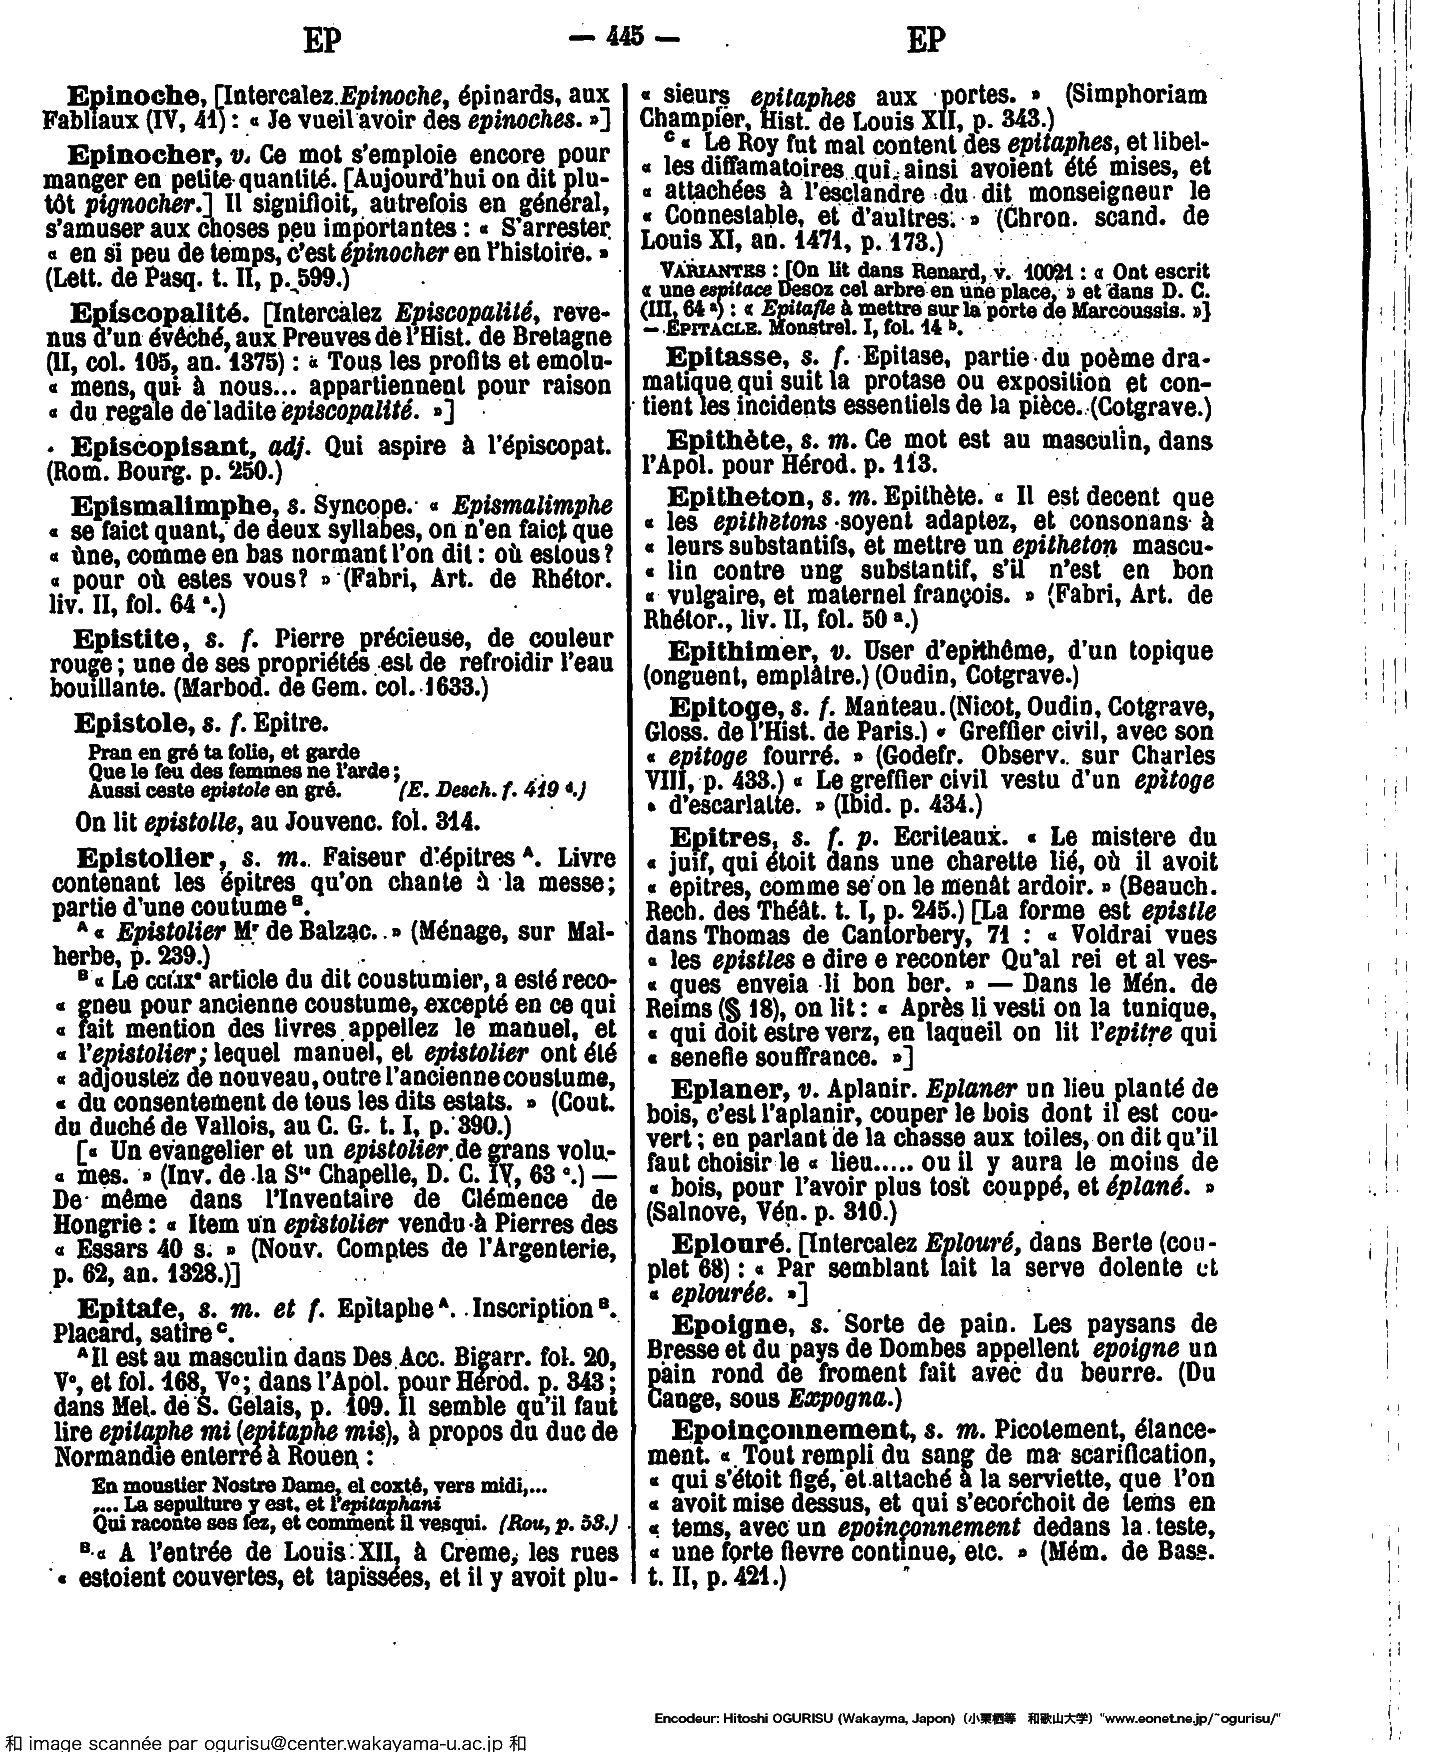 EP — 445 — EP
Epinoche, [Intercalez Epinoche, épinards, aux
Fabliaux (IV, 41) : « Je vueil avoir des epinoches. »]
Epinocher, v. Ce mot s'emploie encore pour
manger en petite quantité. [Aujourd'hui on dit plu-
tôt pignocher.] Il signifioit, autrefois en général,
s'amuser aux choses peu importantes : « S'arrester
« en si peu de temps, c'est épinocher en l'histoire. »
(Lett. de Pasq. t. II, p. 599.)
Episcopalité. [Intercalez Episcopalité, reve-
nus d'un évêché, aux Preuves de l'Hist. de Bretagne
(II, col. 105, an. 1375) : « Tous les profits et emolu-
« mens, qui à nous... appartiennent pour raison
« du regale de ladite episcopalité. »]
Episcopisant, adj. Qui aspire à l'épiscopat.
(Rom. Bourg. p. 250.)
Epismalimphe, s. Syncope. « Epismalimphe
« se faict quant, de deux syllabes, on n'en faict que
« ùne, comme en bas normant l'on dit : où estous?
« pour où estes vous? » (Fabri, Art. de Rhétor.
liv. II, fol. 64 ª.)
Epistite, s. f. Pierre précieuse, de couleur
rouge ; une de ses propriétés est de refroidir l'eau
bouillante. (Marbod. de Gem. col. 1633.)
Epistole, s. f. Epitre.
Pran en gré ta folie, et garde
Que le feu des femmes ne l'arde ;
Aussi ceste epistole en gré. (E. Desch. f. 419 d.)
On lit epistolle, au Jouvenc. fol. 314.
Epistolier, s. m. Faiseur d'épitres A. Livre
contenant les épitres qu'on chante à la messe ;
partie d'une coutume B.
A « Epistolier Mr de Balzac. » (Ménage, sur Mal-
herbe, p. 239.)
B « Le CCLIXe article du dit coustumier, a esté reco-
« gneu pour ancienne coustume, excepté en ce qui
« fait mention des livres appellez le manuel, et
« l'epistolier ; lequel manuel, et epistolier ont été
« adjoustez de nouveau, outre l'ancienne coustume,
« du consentement de tous les dits estats. » (Cout.
du duché de Vallois, au C. G. t. I, p. 390.)
[« Un evangelier et un epistolier de grans volu-
« mes. » (Inv. de la Ste Chapelle, D. C. IV, 63 c.) —
De même dans l'Inventaire de Clémence de
Hongrie : « Item un epistolier vendu à Pierres des
« Essars 40 s. » (Nouv. Comptes de l'Argenterie,
p. 62, an. 1328.)]
Epitafe, s. m. et f. Epitaphe A. Inscription B.
Placard, satire C.
A Il est au masculin dans Des Acc. Bigarr. fol. 20,
Vo, et fol. 168, Vo ; dans l'Apol. pour Hérod. p. 343 ;
dans Mel. de S. Gelais, p. 109. Il semble qu'il faut
lire epitaphe mi (epitaphe mis), à propos du duc de
Normandie enterré à Rouen :
En moustier Nostre Dame, el coxté, vers midi,...
.... La sepulture y est, et l'epitaphani
Qui raconte ses fez, et comment il vesqui. (Rou, p. 58.)
B « A l'entrée de Louis XII, à Creme, les rues
« estoient couvertes, et tapissées, et il y avoit plu-
« sieurs epitaphes aux portes. » (Simphoriam
Champier, Hist. de Louis XII, p. 343.)
C « Le Roy fut mal content des epitaphes, et libel-
« les diffamatoires qui ainsi avoient été mises, et
« attachées à l'esclandre du dit monseigneur le
« Connestable, et d'aultres. » (Chron. scand. de
Louis XI, an. 1471, p. 173.)
VARIANTES : [On lit dans Renard, v. 10021 : « Ont escrit
« une espitace Desoz cel arbre en une place, » et dans D. C.
(III, 64 a) : « Epitafle à mettre sur la porte de Marcoussis. »]
— EPITACLE. Monstrel. I, fol. 14 b.
Epitasse, s. f. Epitase, partie du poème dra-
matique qui suit la protase ou exposition et con-
tient les incidents essentiels de la pièce. (Cotgrave.)
Epithète, s. m. Ce mot est au masculin, dans
l'Apol. pour Hérod. p. 113.
Epitheton, s. m. Epithète. « Il est decent que
« les epithetons soyent adaptez, et consonans à
« leurs substantifs, et mettre un epitheton mascu-
« lin contre ung substantif, s'il n'est en bon
« vulgaire, et maternel françois. » (Fabri, Art. de
Rhétor., liv. II, fol. 50 a.)
Epithimer, v. User d'epithême, d'un topique
(onguent, emplâtre.) (Oudin, Cotgrave.)
Epitoge, s. f. Manteau. (Nicot, Oudin, Cotgrave,
Gloss. de l'Hist. de Paris.) « Greffier civil, avec son
« epitoge fourré. » (Godefr. Observ. sur Charles
VIII, p. 433.) « Le greffier civil vestu d'un epitoge
« d'escarlatte. » (Ibid. p. 434.)
Epitres, s. f. p. Ecriteaux. « Le mistere du
« juif, qui étoit dans une charette lié, où il avoit
« epitres, comme se on le menât ardoir. » (Beauch.
Rech. des Théât. t. I, p. 245.) [La forme est epistle
dans Thomas de Cantorbery, 71 : « Voldrai vues
« les epistles e dire e reconter Qu'al rei et al ves-
« ques enveia li bon ber. » — Dans le Mén. de
Reims (§ 18), on lit : « Après li vesti on la tunique,
« qui doit estre verz, en laqueil on lit l'epitre qui
« senefie souffrance. »]
Eplaner, v. Aplanir. Eplaner un lieu planté de
bois, c'est l'aplanir, couper le bois dont il est cou-
vert ; en parlant de la chasse aux toiles, on dit qu'il
faut choisir le « lieu..... ou il y aura le moins de
« bois, pour l'avoir plus tost couppé, et éplané. »
(Salnove, Vén. p. 310.)
Eplouré. [Intercalez Eplouré, dans Berte (cou-
plet 68) : « Par semblant fait la serve dolente et
« eplourée. »]
Epoigne, s. Sorte de pain. Les paysans de
Bresse et du pays de Dombes appellent epoigne un
pain rond de froment fait avec du beurre. (Du
Cange, sous Expogna.)
Epoinçonnement, s. m. Picotement, élance-
ment. « Tout rempli du sang de ma scarification,
« qui s'étoit figé, et attaché à la serviette, que l'on
« avoit mise dessus, et qui s'ecorchoit de tems en
« tems, avec un epoinçonnement dedans la teste,
« une forte fievre continue, etc. » (Mém. de Bass.
t. II, p. 421.)
Encodeur: Hitoshi OGURISU (Wakayma, Japon) (小栗栖等 和歌山大学) "www.eonet.ne.jp/~ogurisu/"
和 image scannée par ogurisu@center.wakayama-u.ac.jp 和